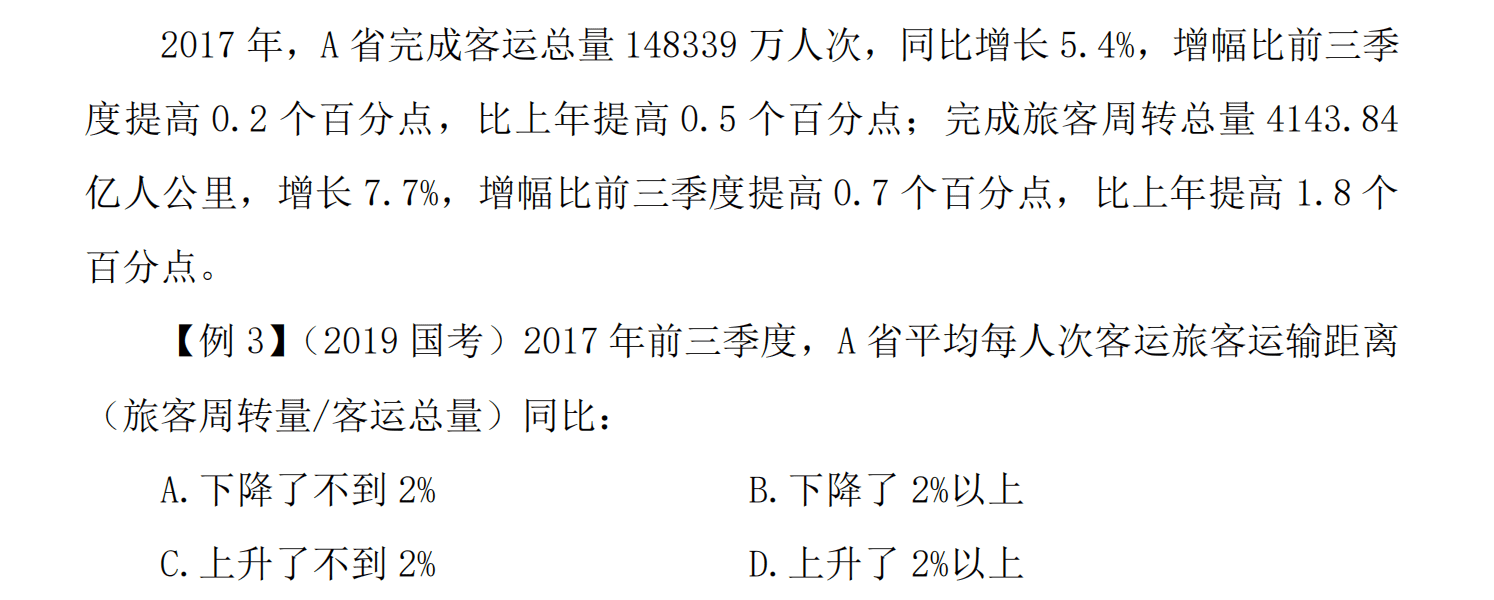 2017 年，A 省完成客运总量 148339 万人次，同比增长 5.4%，增幅比前三季
度提高 0.2 个百分点，比上年提高 0.5 个百分点；完成旅客周转总量 4143.84
亿人公里，增长 7.7%，增幅比前三季度提高 0.7 个百分点，比上年提高 1.8 个
百分点。
【例 3】（2019 国考）2017 年前三季度，A 省平均每人次客运旅客运输距离
（旅客周转量/客运总量）同比：
A.下降了不到 2% B.下降了 2%以上
C.上升了不到 2% D.上升了 2%以上